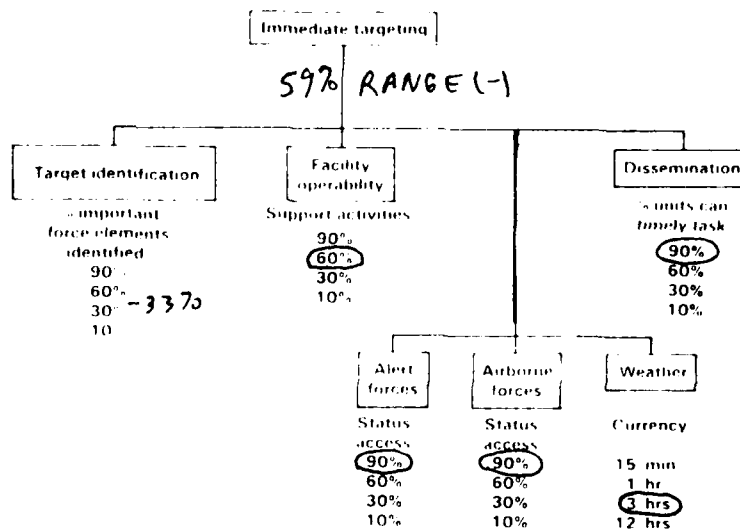 Immediate targeting
59% RANGE (-)
Target identification
% important
force elements
identified
90%
60%
30% -33%
10
Facility
operability
Support activities
90%
60%
30%
10%
Dissemination
% units can
timely task
90%
60%
30%
10%
Alert
forces
Status
access
90%
60%
30%
10%
Airborne
forces
Status
access
90%
60%
30%
10%
Weather
Currency
15 min
1 hr
3 hrs
12 hrs